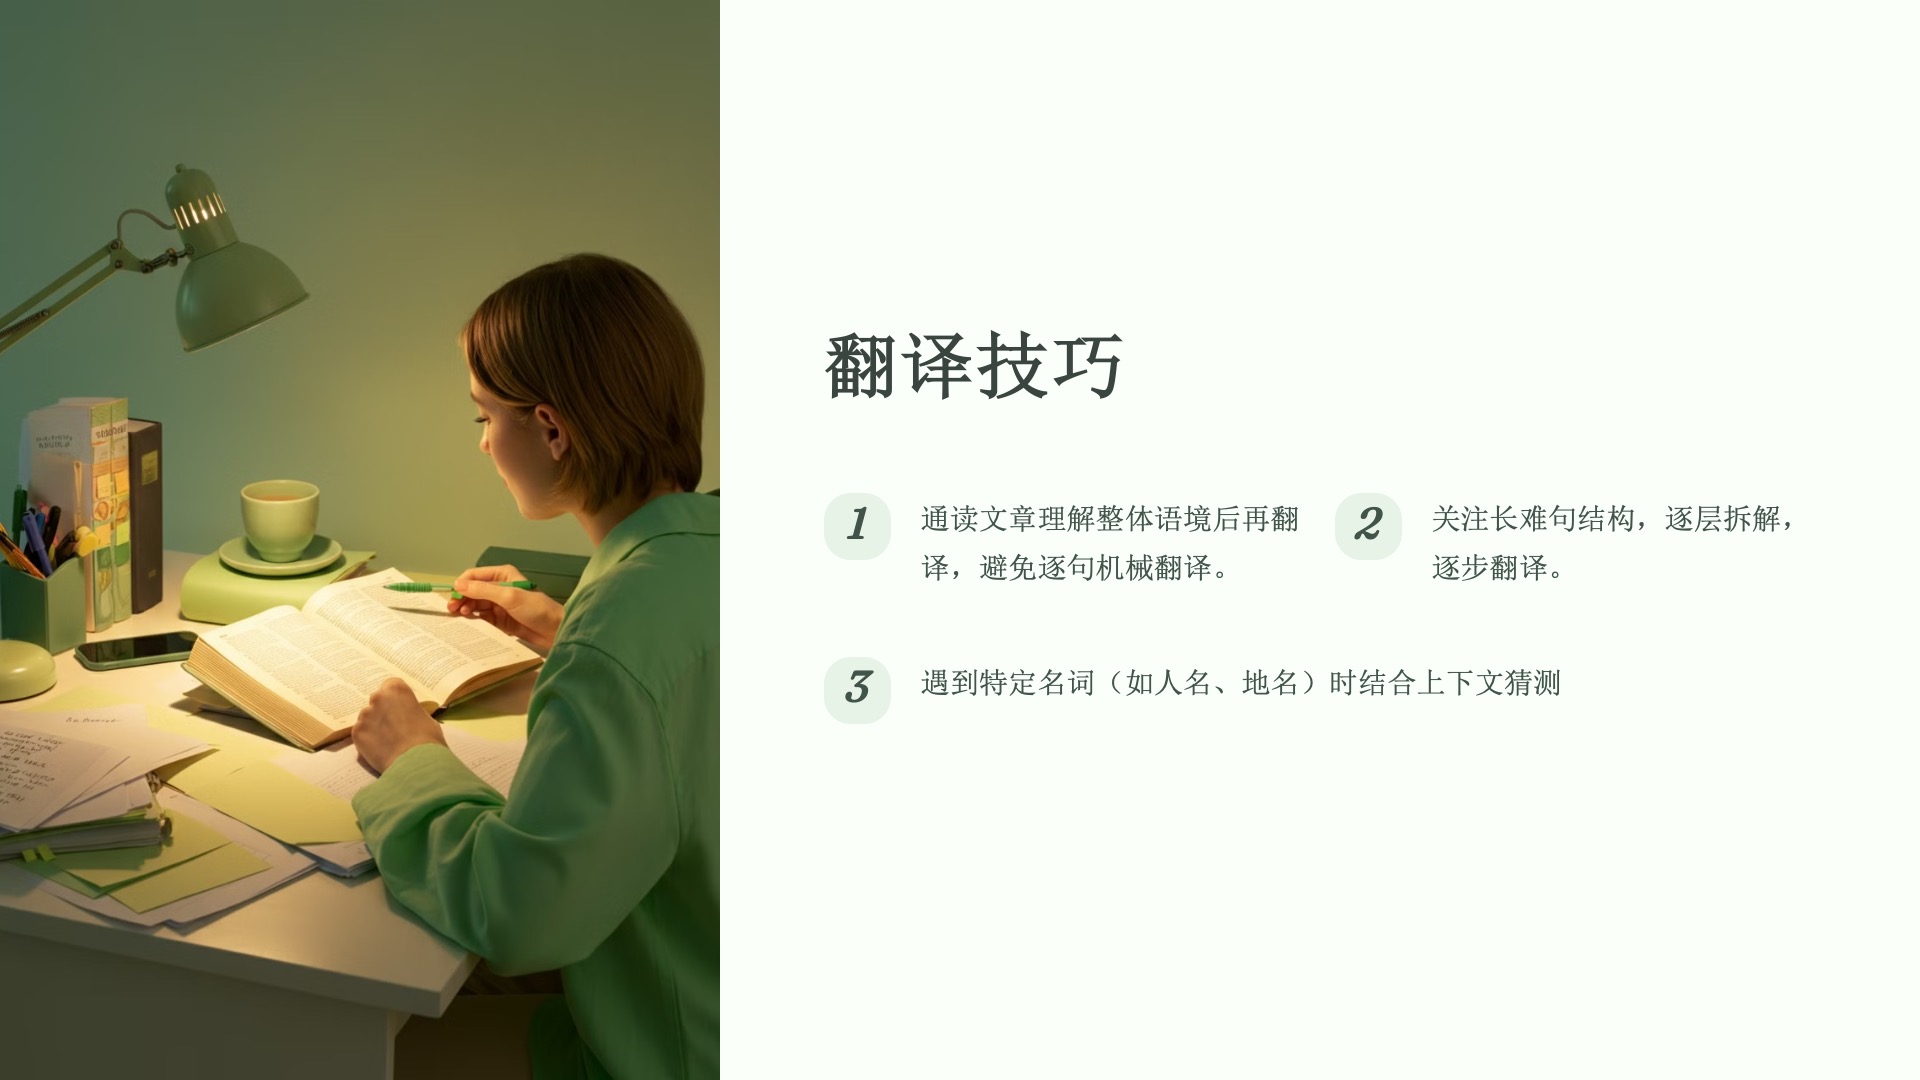 翻译技巧
1
通读文章理解整体语境后再翻
译，避免逐句机械翻译。
2
关注长难句结构，逐层拆解，
逐步翻译。
3
遇到特定名词（如人名、地名）时结合上下文猜测